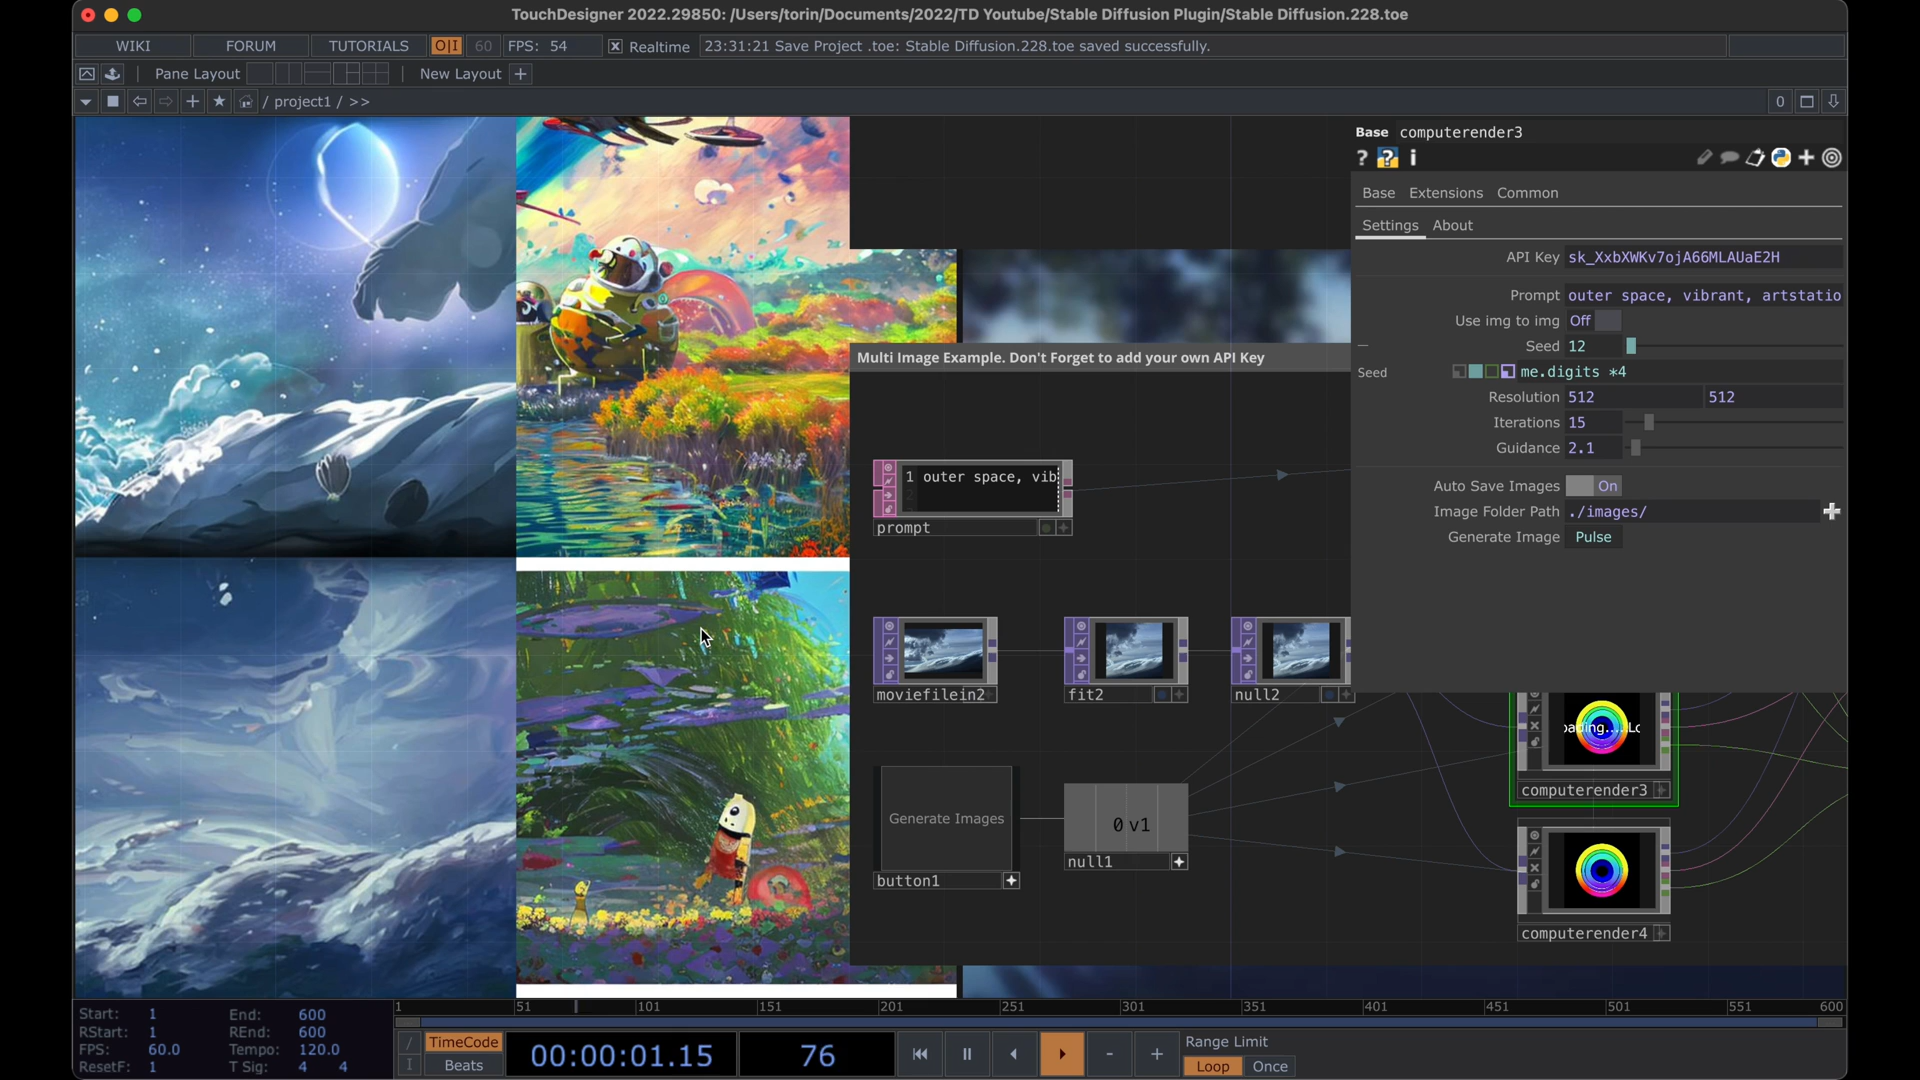 TouchDesigner 2022.29850: /Users/torin/Documents/2022/TD Youtube/Stable Diffusion Plugin/Stable Diffusion.228.toe
WIKI FORUM TUTORIALS O|I 60 FPS: 54 Realtime 23:31:21 Save Project .toe: Stable Diffusion.228.toe saved successfully.
Pane Layout New Layout +
/ project1 / >> 0
Base computerender3
? ? i
Base Extensions Common
Settings About
API Key sk_XxbXWKv7ojA66MLAUaE2H
Prompt outer space, vibrant, artstatio
Use img to img Off
Seed 12
Seed me.digits *4
Resolution 512 512
Iterations 15
Guidance 2.1
Auto Save Images On
Image Folder Path ./images/
Generate Image Pulse
Multi Image Example. Don't Forget to add your own API Key
1 outer space, vib
2
prompt
moviefilein2 fit2 null2
Generate Images
button1
0 v1
null1
computerender3
computerender4
1 51 101 151 201 251 301 351 401 451 501 551 600
Start: 1 End: 600
RStart: 1 REnd: 600
FPS: 60.0 Tempo: 120.0
ResetF: 1 T Sig: 4 4
/ TimeCode
I Beats
00:00:01.15 76
- +
Range Limit
Loop Once